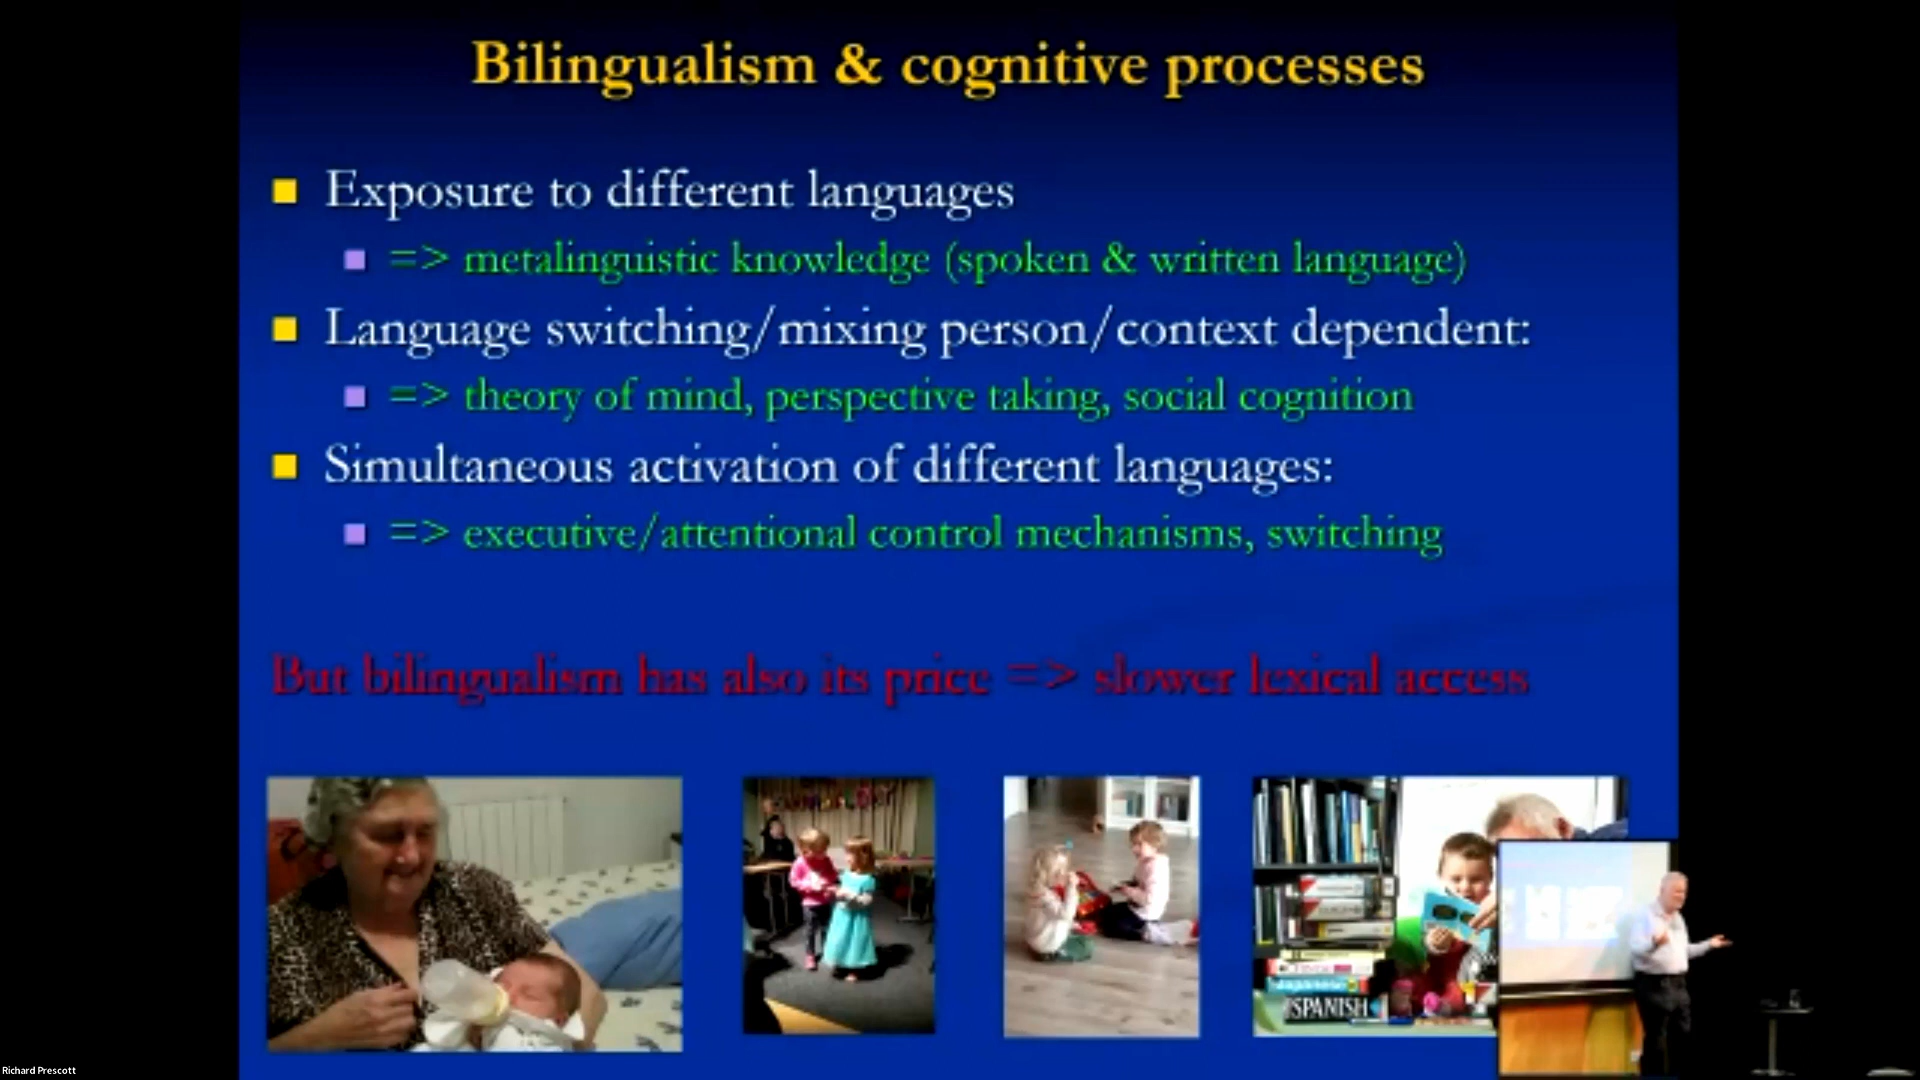 Bilingualism & cognitive processes
Exposure to different languages
=> metalinguistic knowledge (spoken & written language)
Language switching/mixing person/context dependent:
=> theory of mind, perspective taking, social cognition
Simultaneous activation of different languages:
=> executive/attentional control mechanisms, switching
But bilingualism has also its price => slower lexical access
SPANISH
Richard Prescott